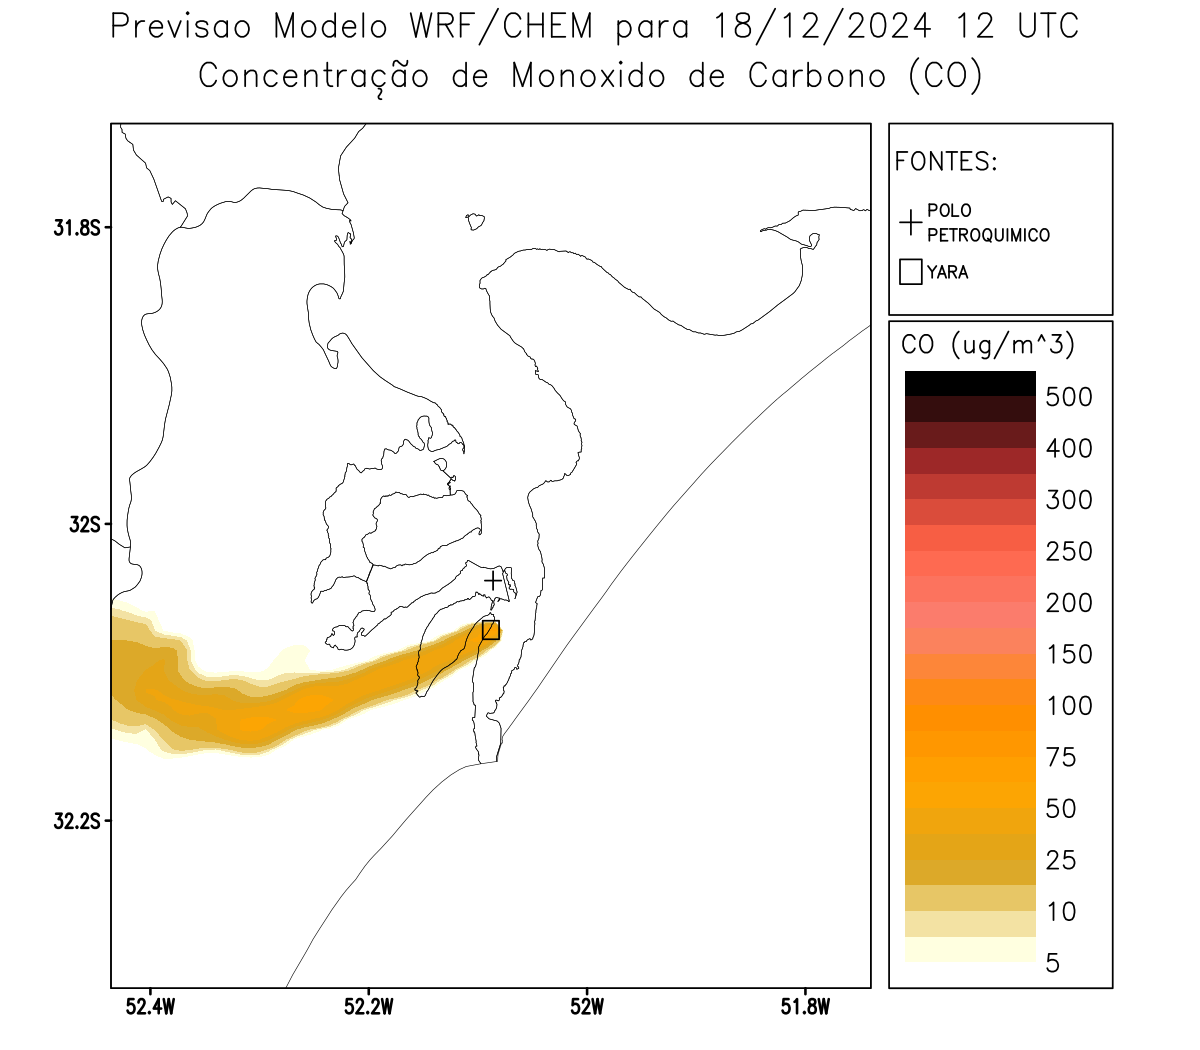 Previsao Modelo WRF/CHEM para 18/12/2024 12 UTC
Concentração de Monoxido de Carbono (CO)
FONTES:
POLO
PETROQUIMICO
YARA
CO (ug/m^3)
500
400
300
250
200
150
100
75
50
25
10
5
31.8S
32S
32.2S
52.4W
52.2W
52W
51.8W